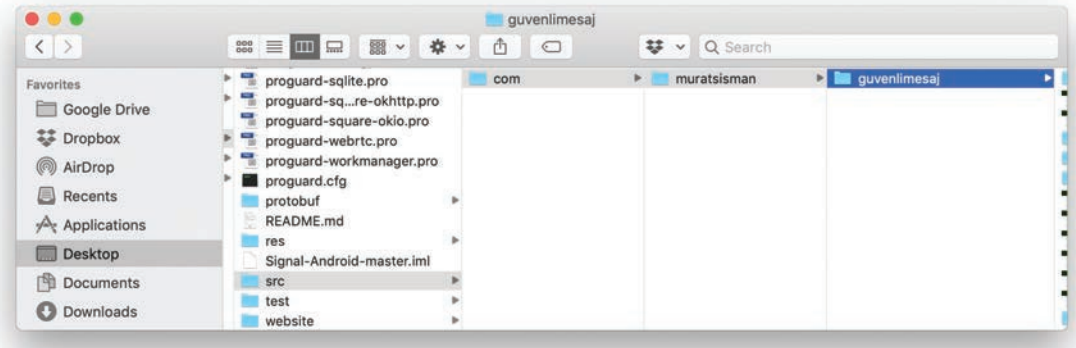 guvenlimesaj
Search
Favorites
Google Drive
Dropbox
AirDrop
Recents
Applications
Desktop
Documents
Downloads
proguard-sqlite.pro
proguard-sq...re-okhttp.pro
proguard-square-okio.pro
proguard-webrtc.pro
proguard-workmanager.pro
proguard.cfg
protobuf
README.md
res
Signal-Android-master.iml
src
test
website
com
muratsisman
guvenlimesaj